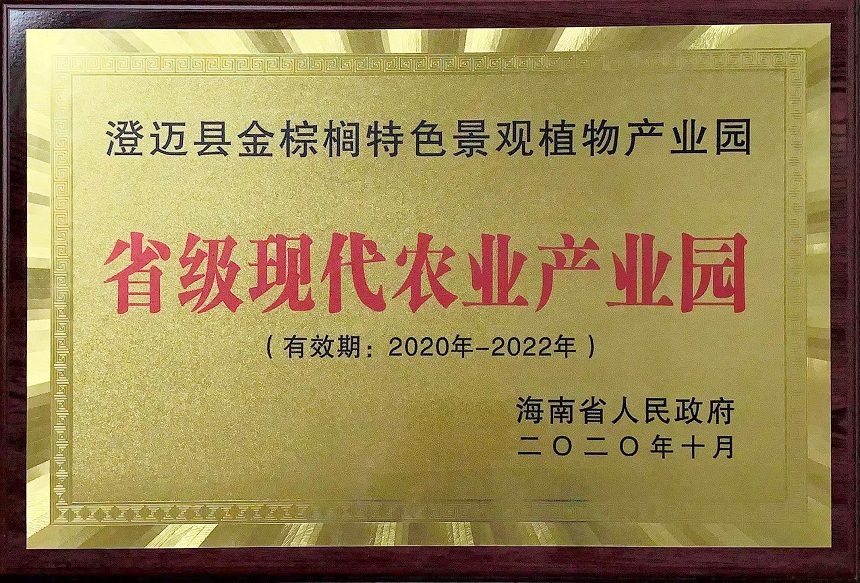 澄迈县金棕榈特色景观植物产业园
省级现代农业产业园
（有效期：2020年-2022年）
海南省人民政府
二〇二〇年十月